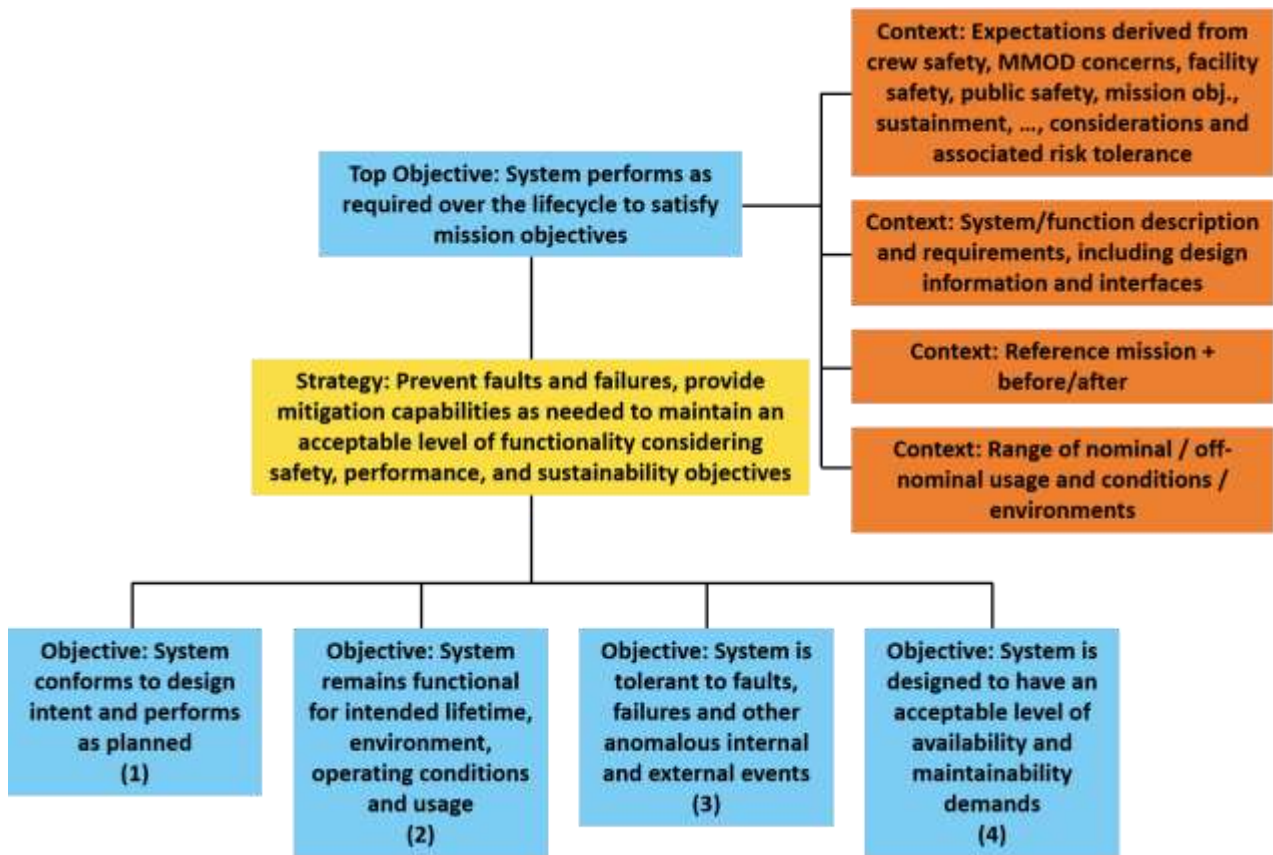 Context: Expectations derived from
crew safety, MMOD concerns, facility
safety, public safety, mission obj.,
sustainment, ..., considerations and
associated risk tolerance
Top Objective: System performs as
required over the lifecycle to satisfy
mission objectives
Context: System/function description
and requirements, including design
information and interfaces
Context: Reference mission +
before/after
Strategy: Prevent faults and failures, provide
mitigation capabilities as needed to maintain an
acceptable level of functionality considering
safety, performance, and sustainability objectives
Context: Range of nominal / off-
nominal usage and conditions /
environments
Objective: System
conforms to design
intent and performs
as planned
(1)
Objective: System
remains functional
for intended lifetime,
environment,
operating conditions
and usage
(2)
Objective: System is
tolerant to faults,
failures and other
anomalous internal
and external events
(3)
Objective: System is
designed to have an
acceptable level of
availability and
maintainability
demands
(4)